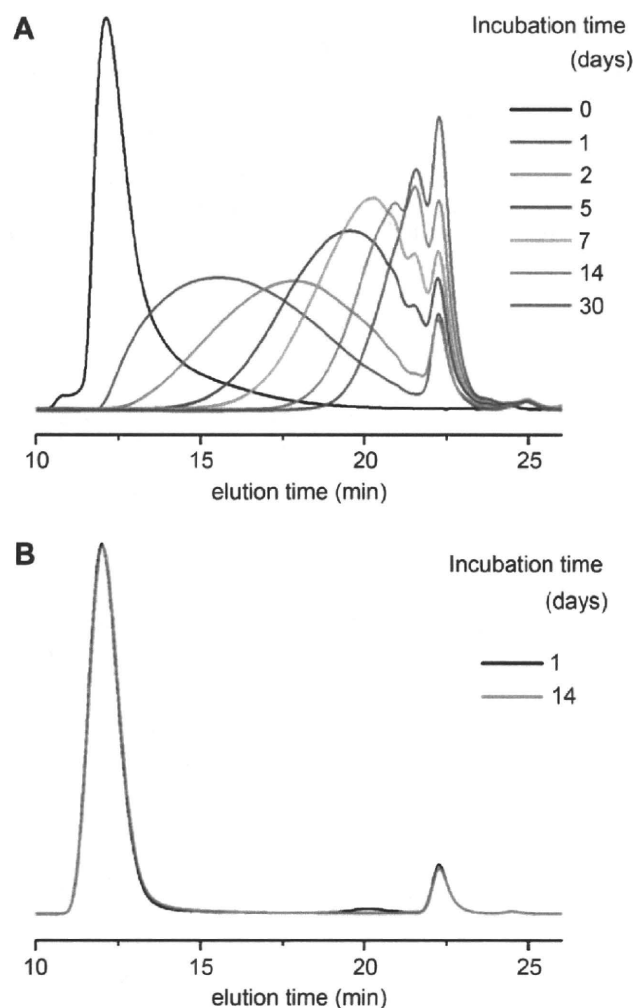 A
Incubation time
(days)
0
1
2
5
7
14
30
10 15 20 25
elution time (min)
B
Incubation time
(days)
1
14
10 15 20 25
elution time (min)